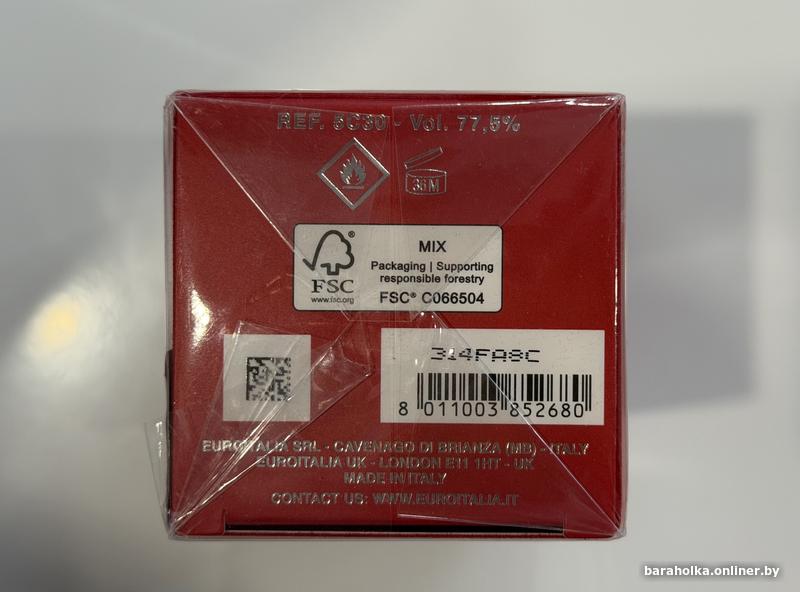 REF. 5C30 - Vol. 77,5%
36M
MIX
Packaging | Supporting
responsible forestry
FSC® C066504
®
FSC
www.fsc.org
314FA8C
8 011003 852680
EUROITALIA SRL - CAVENAGO DI BRIANZA (MB) - ITALY
EUROITALIA UK - LONDON E11 1HT - UK
MADE IN ITALY
CONTACT US: WWW.EUROITALIA.IT
baraholka.onliner.by